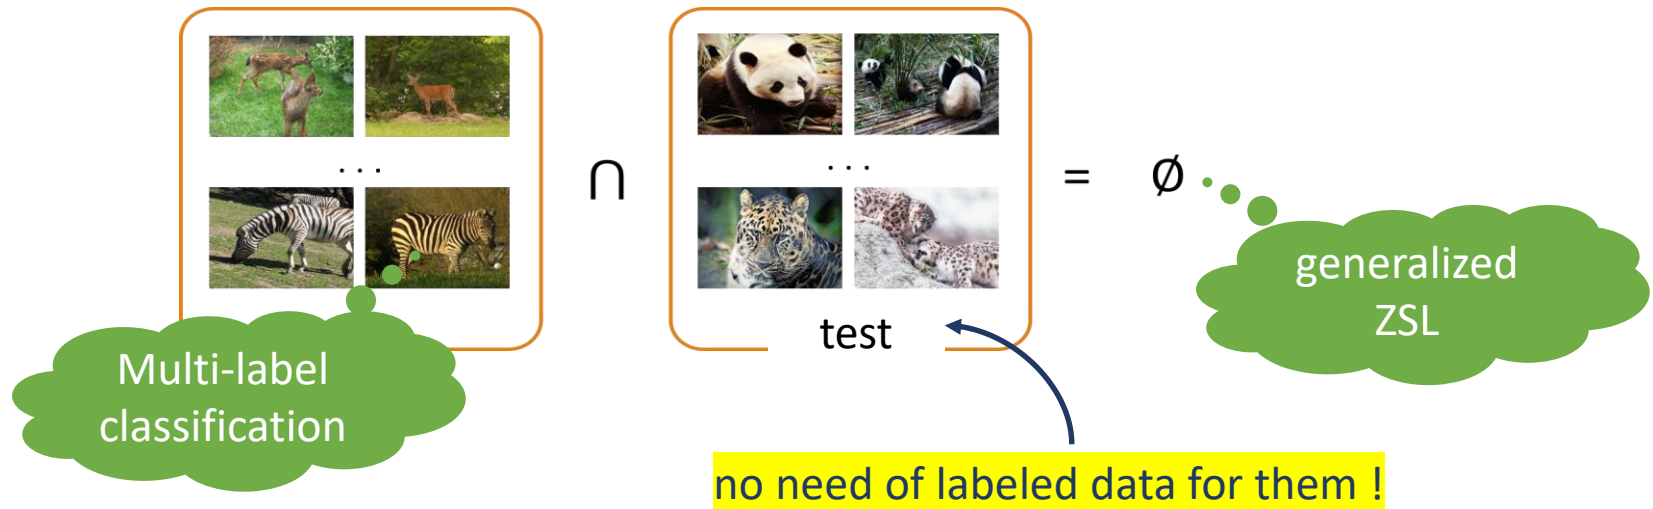 . . .
∩
. . .
= ∅
generalized
ZSL
test
Multi-label
classification
no need of labeled data for them !